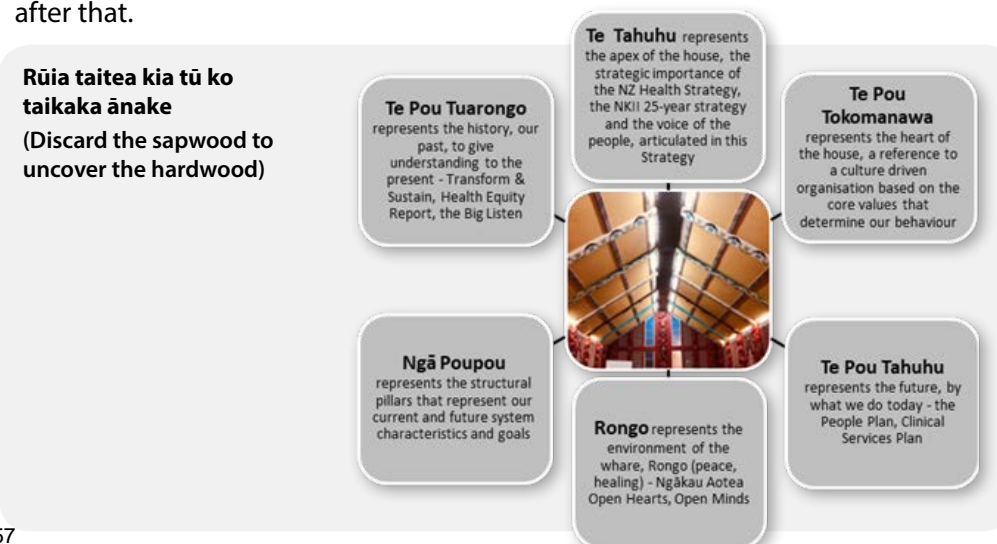 after that.
Rūia taitea kia tū ko
taikaka ānake
(Discard the sapwood to
uncover the hardwood)
Te Tahuhu represents
the apex of the house, the
strategic importance of
the NZ Health Strategy,
the NKII 25-year strategy
and the voice of the
people, articulated in this
Strategy
Te Pou Tuarongo
represents the history, our
past, to give
understanding to the
present - Transform &
Sustain, Health Equity
Report, the Big Listen
Te Pou
Tokomanawa
represents the heart of
the house, a reference to
a culture driven
organisation based on the
core values that
determine our behaviour
Ngā Poupou
represents the structural
pillars that represent our
current and future system
characteristics and goals
Rongo represents the
environment of the
whare, Rongo (peace,
healing) - Ngākau Aotea
Open Hearts, Open Minds
Te Pou Tahuhu
represents the future, by
what we do today - the
People Plan, Clinical
Services Plan
57